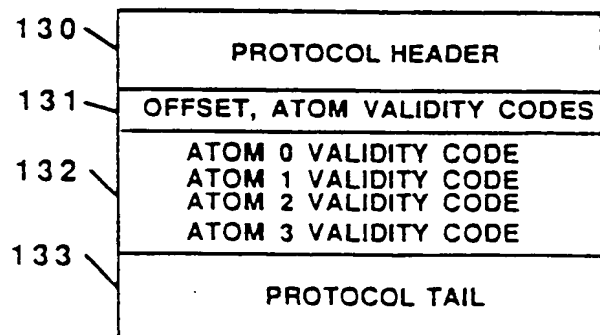 130 PROTOCOL HEADER
131 OFFSET, ATOM VALIDITY CODES
ATOM 0 VALIDITY CODE
132 ATOM 1 VALIDITY CODE
ATOM 2 VALIDITY CODE
ATOM 3 VALIDITY CODE
133 PROTOCOL TAIL